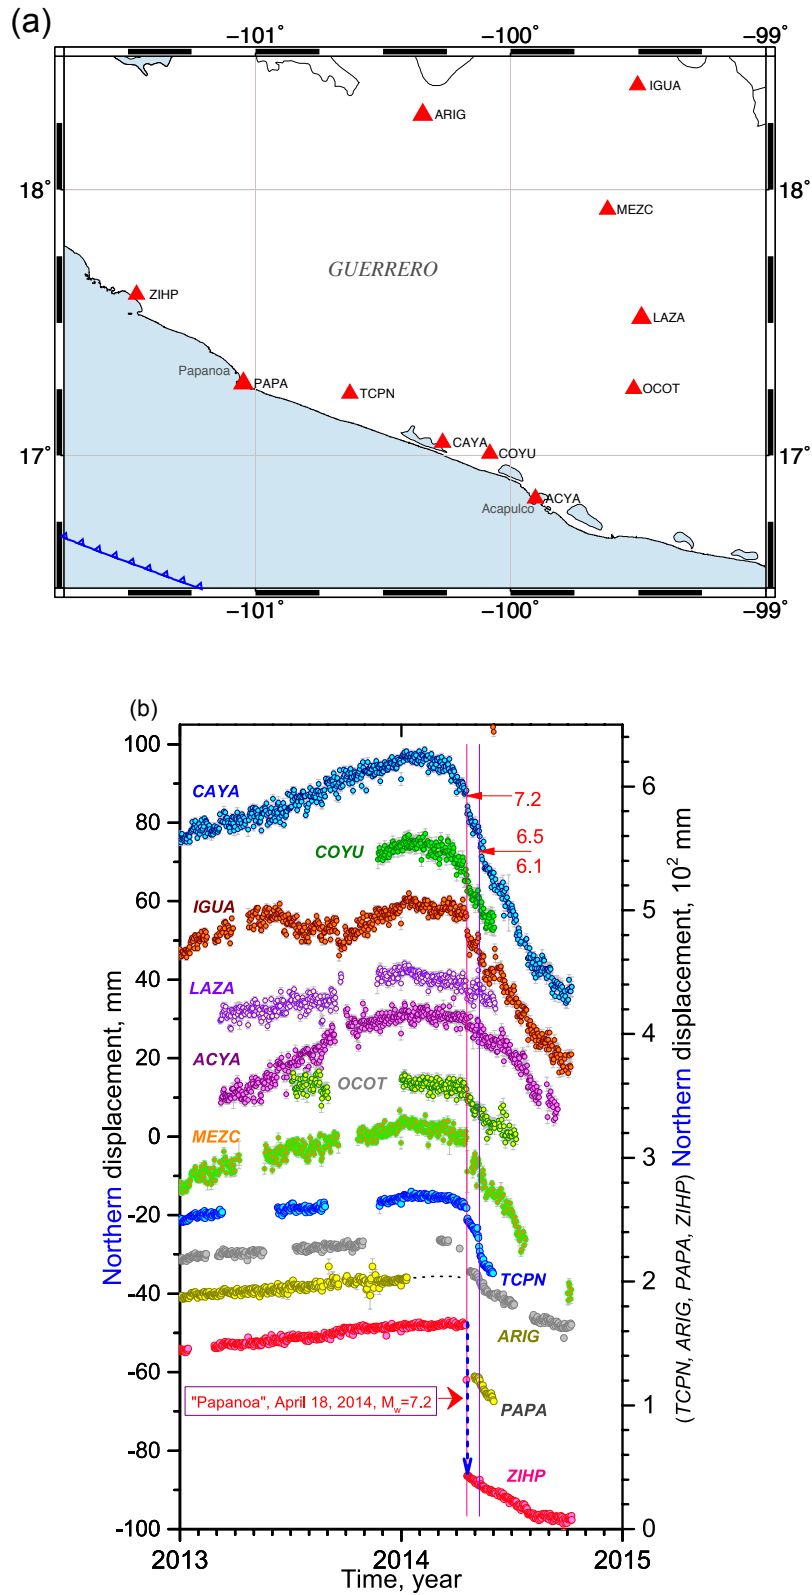 (a)
−101° −100° −99°
IGUA
ARIG
18°
MEZC
GUERRERO
ZIHP
LAZA
Papanoa
PAPA
TCPN
OCOT
CAYA
COYU
17°
ACYA
Acapulco
−101° −100° −99°
(b)
100
CAYA
6
7.2
80
6.5
COYU
6.1
60
IGUA
5
40
LAZA
4
20
ACYA
OCOT
0
MEZC
3
-20
TCPN
2
-40
ARIG
-60
"Papanoa", April 18, 2014, Mw=7.2
1
PAPA
-80
ZIHP
-100
0
Northern displacement, mm
(TCPN, ARIG, PAPA, ZIHP) Northern displacement, 10² mm
2013 2014 2015
Time, year